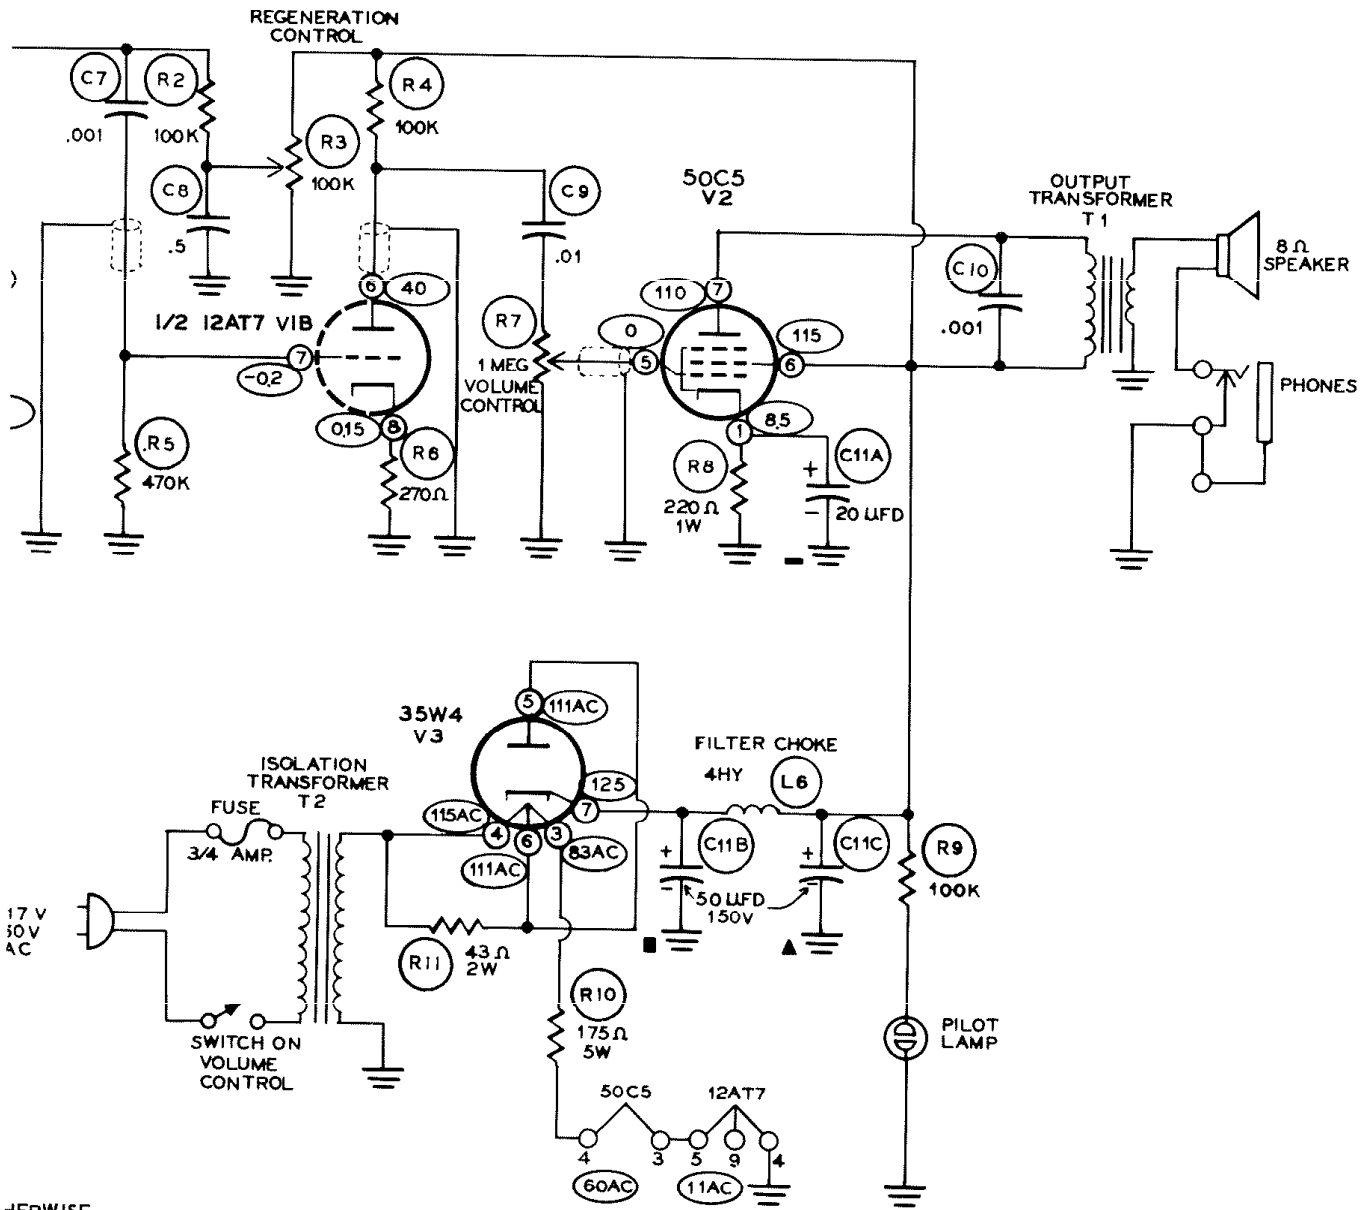 REGENERATION
CONTROL
C7
R2
R4
.001
100K
100K
R3
100K
C8
.5
C9
.01
50C5
V2
OUTPUT
TRANSFORMER
T1
8Ω
SPEAKER
C10
.001
6
40
1/2 12AT7 V1B
7
-0.2
0.15
8
R7
1 MEG
VOLUME
CONTROL
110
7
0
5
115
6
PHONES
8.5
1
.R5
470K
R6
270Ω
R8
220Ω
1W
C11A
+
20 UFD
–
35W4
V3
5
111AC
FILTER CHOKE
4HY
L6
ISOLATION
TRANSFORMER
T2
FUSE
3/4 AMP.
125
7
115AC
4
6
3
111AC
83AC
+
C11B
–
+
C11C
–
50 UFD
150V
R9
100K
17 V
60 V
AC
R11
43Ω
2W
R10
175Ω
5W
SWITCH ON
VOLUME
CONTROL
PILOT
LAMP
50C5
12AT7
4
3
5
9
4
60AC
11AC
HERWISE